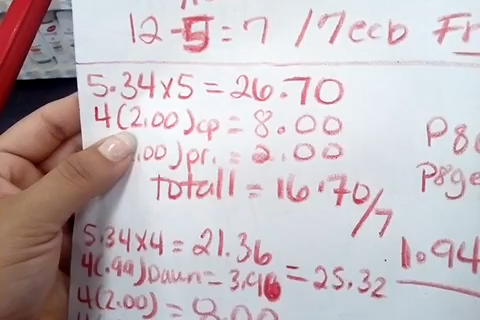 12-5=7 /7ecb
5.34x5=26.70
4(2.00)cp=8.00
.00)pr.=2.00
Totall=16.70/7
P8g
1.94
5.34x4=21.36
4(.99)Dawn=3.96=25.32
4(2.00)=8.00